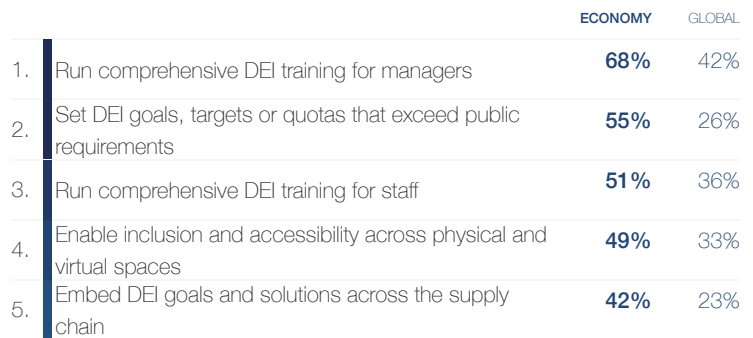 ECONOMY GLOBAL
1. Run comprehensive DEI training for managers 68% 42%
2. Set DEI goals, targets or quotas that exceed public
requirements 55% 26%
3. Run comprehensive DEI training for staff 51% 36%
4. Enable inclusion and accessibility across physical and
virtual spaces 49% 33%
5. Embed DEI goals and solutions across the supply
chain 42% 23%